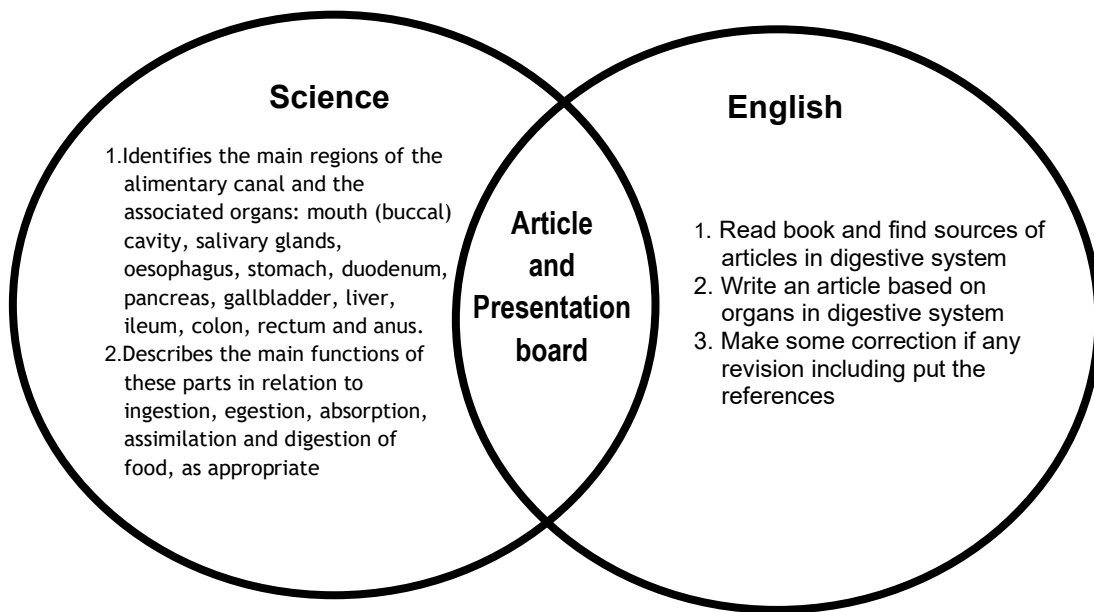 Science
1.Identifies the main regions of the
alimentary canal and the
associated organs: mouth (buccal)
cavity, salivary glands,
oesophagus, stomach, duodenum,
pancreas, gallbladder, liver,
ileum, colon, rectum and anus.
2.Describes the main functions of
these parts in relation to
ingestion, egestion, absorption,
assimilation and digestion of
food, as appropriate
Article
and
Presentation
board
English
1. Read book and find sources of
articles in digestive system
2. Write an article based on
organs in digestive system
3. Make some correction if any
revision including put the
references